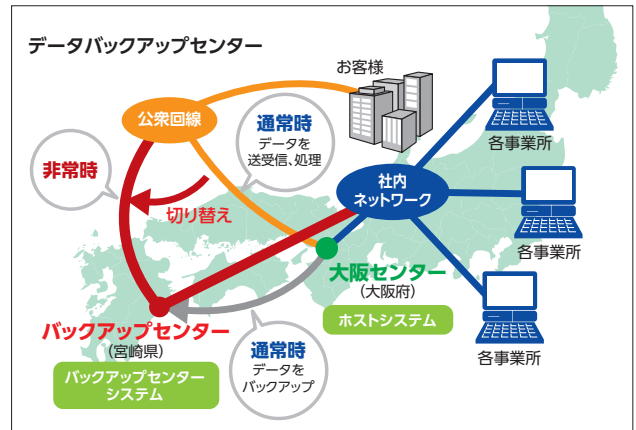 データバックアップセンター
お客様
公衆回線
通常時
データを
送受信、処理
各事業所
非常時
切り替え
社内
ネットワーク
各事業所
大阪センター
(大阪府)
ホストシステム
バックアップセンター
(宮崎県)
バックアップセンター
システム
通常時
データを
バックアップ
各事業所